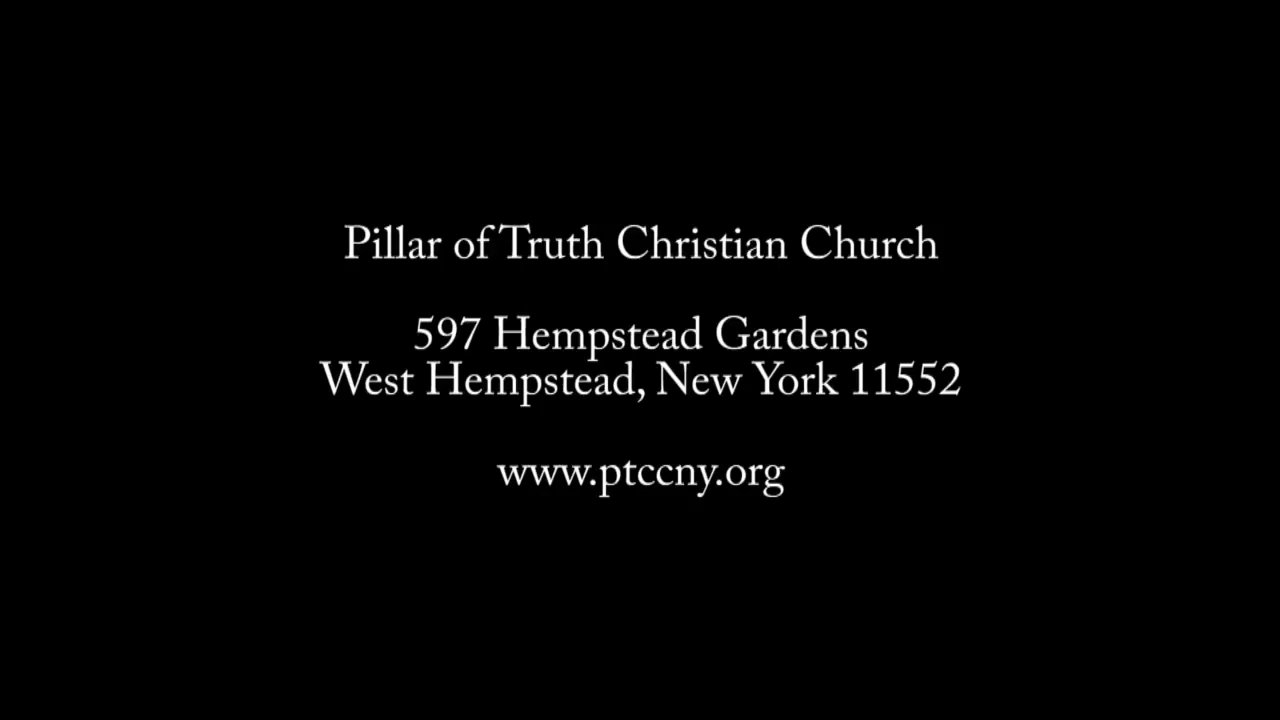 Pillar of Truth Christian Church
597 Hempstead Gardens
West Hempstead, New York 11552
www.ptccny.org